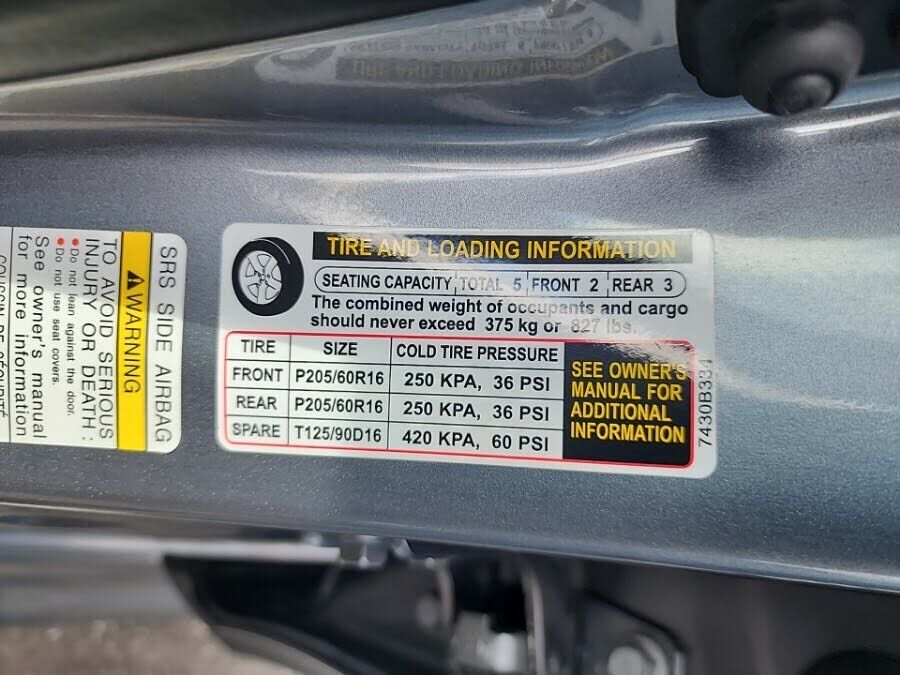 TIRE AND LOADING INFORMATION
SEATING CAPACITY TOTAL 5 FRONT 2 REAR 3
The combined weight of occupants and cargo
should never exceed 375 kg or 827 lbs.
TIRE SIZE COLD TIRE PRESSURE
FRONT P205/60R16 250 KPA, 36 PSI
REAR P205/60R16 250 KPA, 36 PSI
SPARE T125/90D16 420 KPA, 60 PSI
SEE OWNER'S
MANUAL FOR
ADDITIONAL
INFORMATION
SRS SIDE AIRBAG
WARNING
TO AVOID SERIOUS
INJURY OR DEATH:
• Do not lean against the door.
• Do not use seat covers.
See owner's manual
for more information